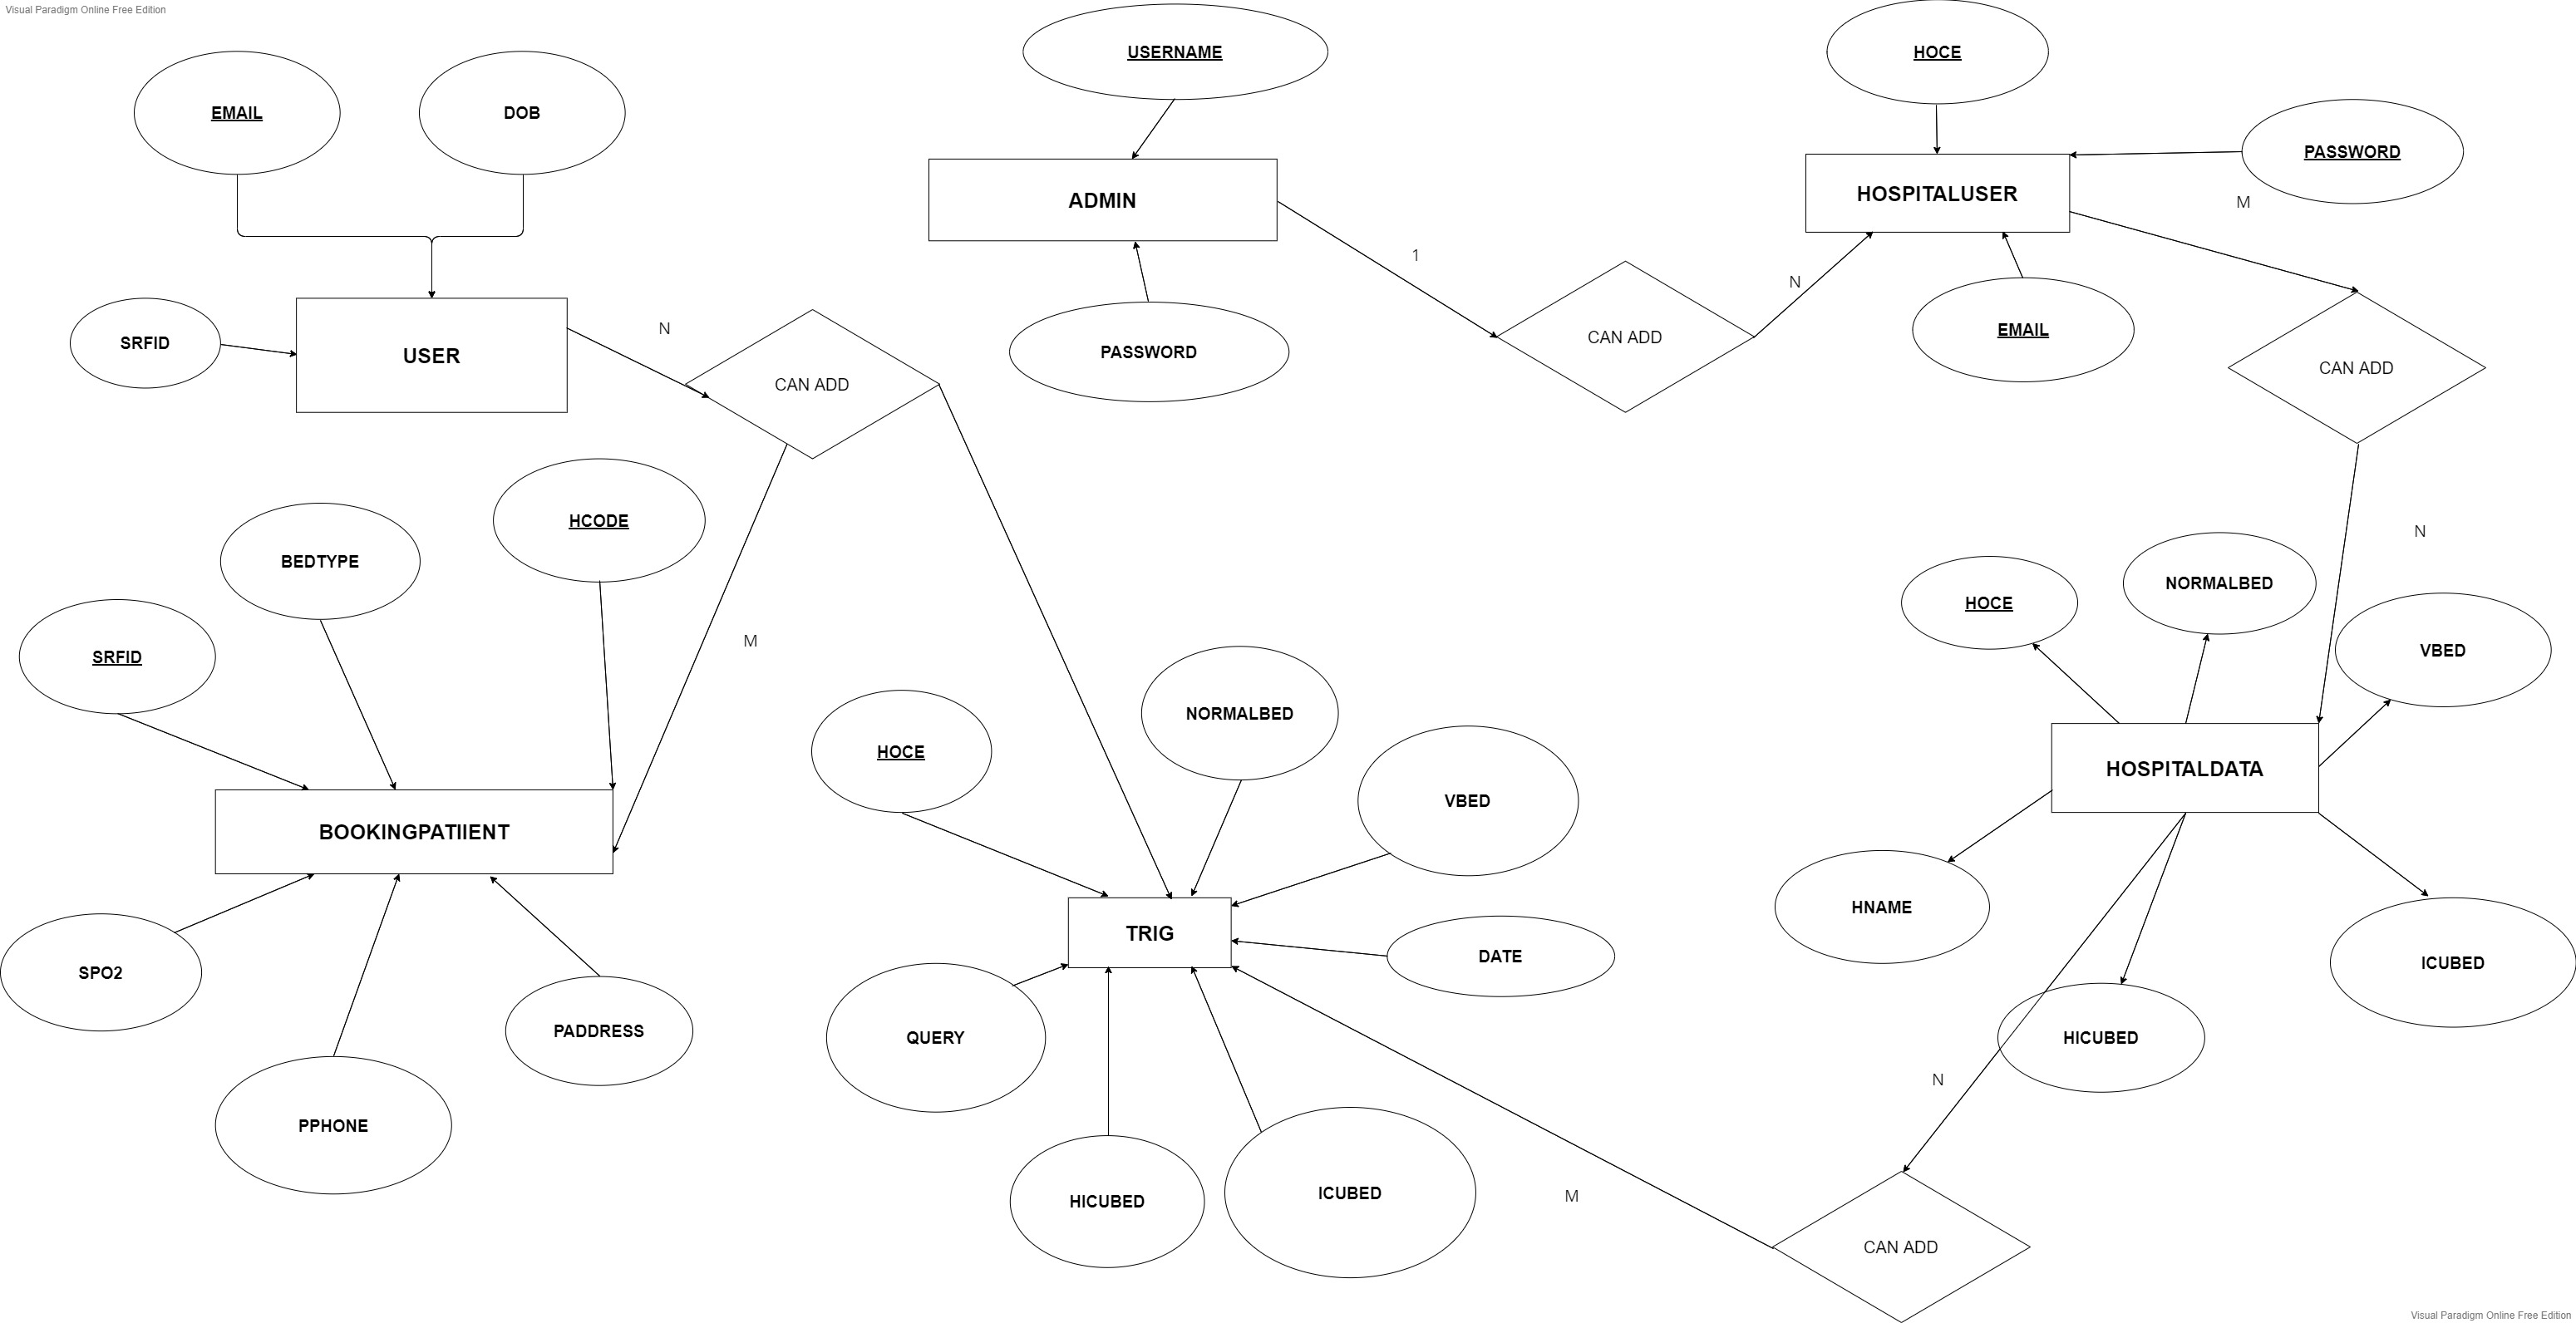 Visual Paradigm Online Free Edition
USERNAME
HOCE
EMAIL
DOB
PASSWORD
ADMIN
HOSPITALUSER
M
1
N
SRFID
USER
N
CAN ADD
PASSWORD
CAN ADD
EMAIL
CAN ADD
HCODE
BEDTYPE
N
HOCE
NORMALBED
VBED
SRFID
M
NORMALBED
HOCE
VBED
HOSPITALDATA
BOOKINGPATIIENT
TRIG
HNAME
DATE
ICUBED
SPO2
PADDRESS
QUERY
HICUBED
N
PPHONE
HICUBED
ICUBED
M
CAN ADD
Visual Paradigm Online Free Edition